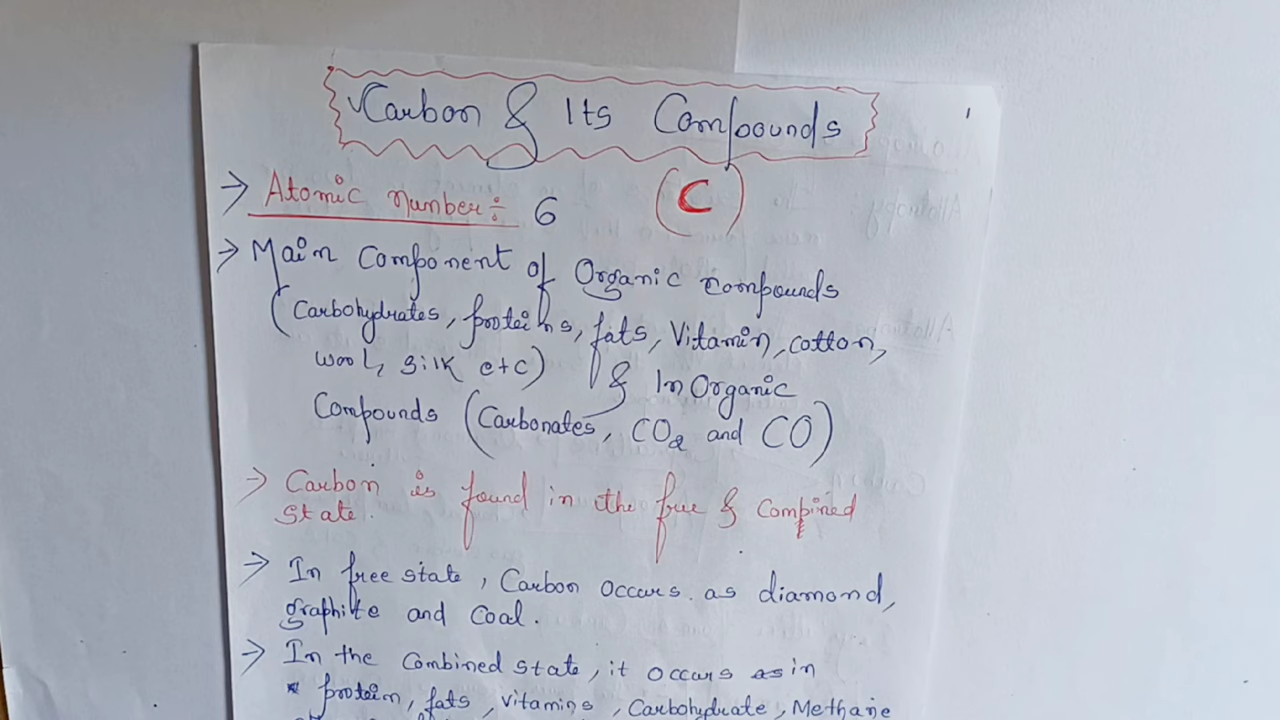 Carbon & Its Compounds
1
→ Atomic number÷ 6 (C)
→ Main Component of Organic Compounds
(Carbohydrates, proteins, fats, Vitamin, cotton,
wool, silk etc) & InOrganic
Compounds (Carbonates, CO2 and CO)
→ Carbon is found in the free & Compined
State.
→ In free state, Carbon occurs as diamond,
graphite and Coal.
→ In the Combined state, it occurs as in
protein, fats, vitamins, Carbohydrate, Methane